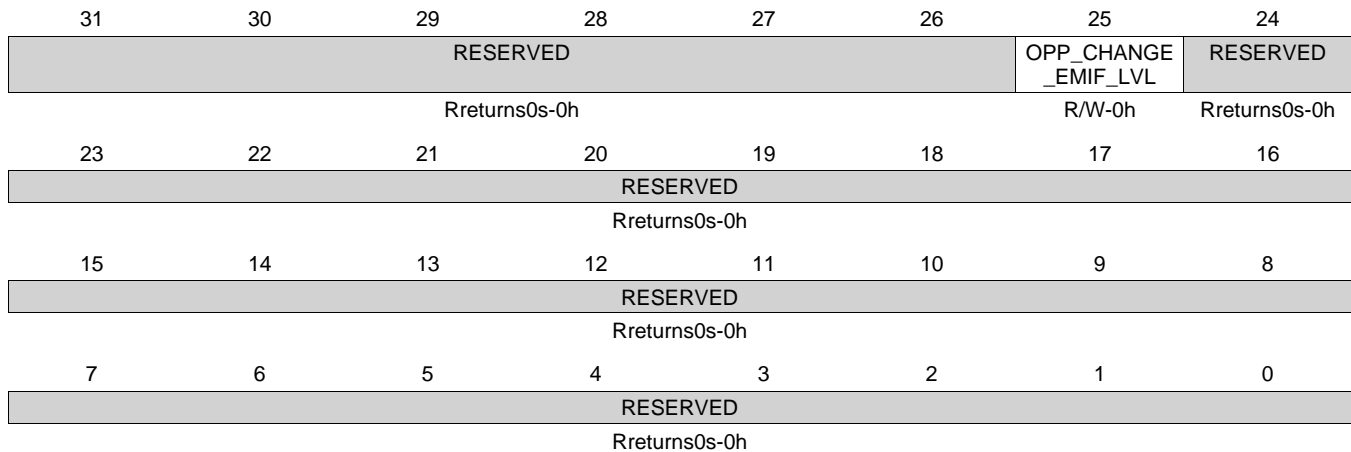 31 30 29 28 27 26 25 24
RESERVED OPP_CHANGE
_EMIF_LVL RESERVED
Rreturns0s-0h R/W-0h Rreturns0s-0h
23 22 21 20 19 18 17 16
RESERVED
Rreturns0s-0h
15 14 13 12 11 10 9 8
RESERVED
Rreturns0s-0h
7 6 5 4 3 2 1 0
RESERVED
Rreturns0s-0h